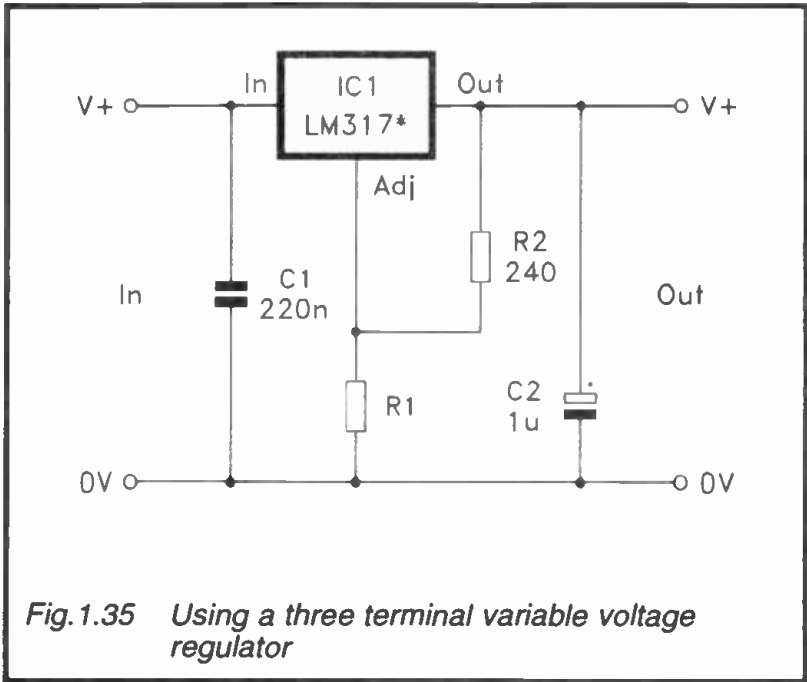 In
IC1
LM317*
Out
V+
V+
Adj
R2
240
C1
220n
In
Out
C2
1u
R1
0V
0V
Fig.1.35 Using a three terminal variable voltage
regulator